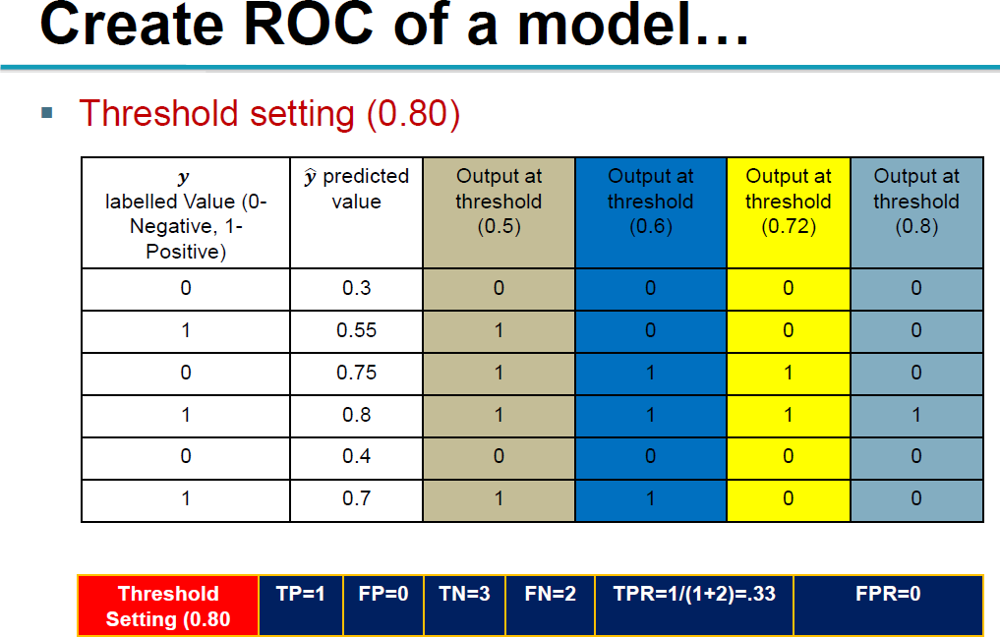 Create ROC of a model…
▪ Threshold setting (0.80)
y
labelled Value (0-
Negative, 1-
Positive)
ŷ predicted
value
Output at
threshold
(0.5)
Output at
threshold
(0.6)
Output at
threshold
(0.72)
Output at
threshold
(0.8)
0 0.3 0 0 0 0
1 0.55 1 0 0 0
0 0.75 1 1 1 0
1 0.8 1 1 1 1
0 0.4 0 0 0 0
1 0.7 1 1 0 0
Threshold
Setting (0.80
TP=1
FP=0
TN=3
FN=2
TPR=1/(1+2)=.33
FPR=0